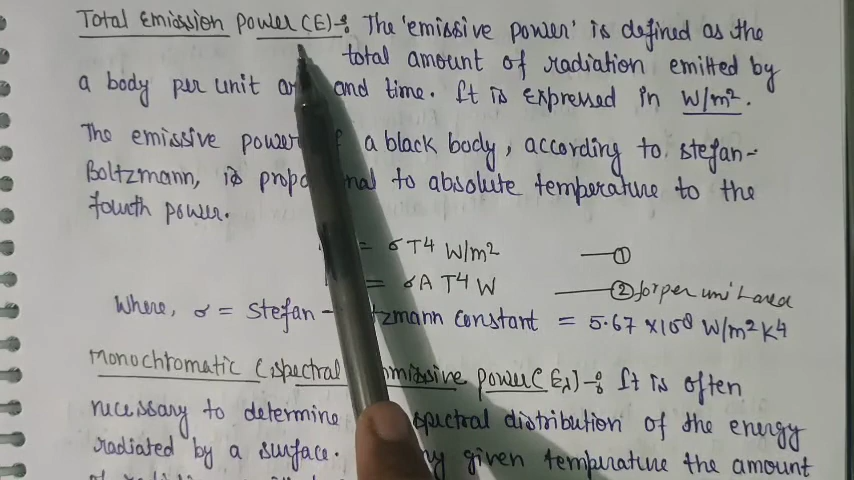 Total Emission power(E)-: The 'emissive power' is defined as the
total amount of radiation emitted by
a body per unit and time. It is expressed in W/m².
The emissive power a black body, according to stefan-
Boltzmann, is to absolute temperature to the
fourth power.
= σT⁴ W/m² —①
= σA T⁴ W —② for per unit area
Where, σ = Stefan- constant = 5.67 ×10⁸ W/m²K4
Monochromatic (spectral power(Eλ)-: It is often
necessary to determine spectral distribution of the energy
radiated by a surface. given temperature the amount